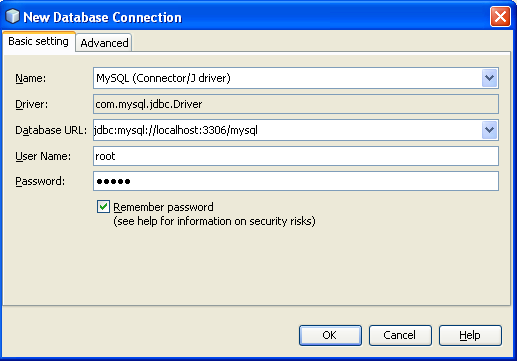 New Database Connection
Basic setting Advanced
Name: MySQL (Connector/J driver)
Driver: com.mysql.jdbc.Driver
Database URL: jdbc:mysql://localhost:3306/mysql
User Name: root
Password: ●●●●●
Remember password
(see help for information on security risks)
OK Cancel Help